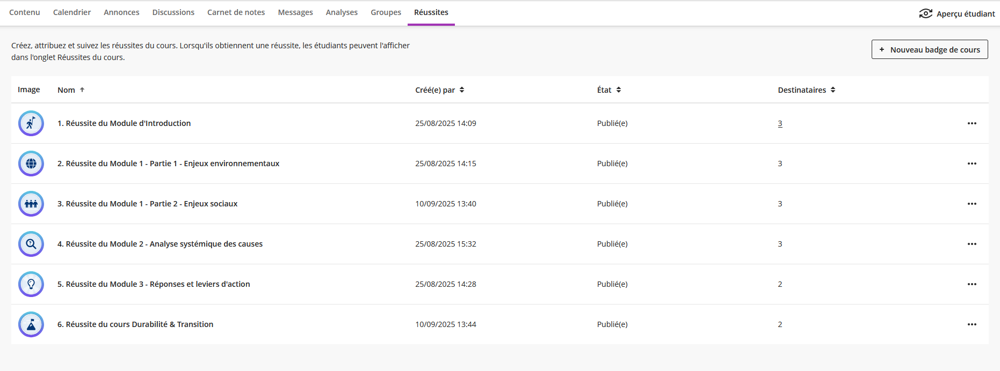 Contenu Calendrier Annonces Discussions Carnet de notes Messages Analyses Groupes Réussites Aperçu étudiant
Créez, attribuez et suivez les réussites du cours. Lorsqu'ils obtiennent une réussite, les étudiants peuvent l'afficher
dans l'onglet Réussites du cours.
+ Nouveau badge de cours
Image Nom Créé(e) par État Destinataires
1. Réussite du Module d'Introduction 25/08/2025 14:09 Publié(e) 3
2. Réussite du Module 1 - Partie 1 - Enjeux environnementaux 25/08/2025 14:15 Publié(e) 3
3. Réussite du Module 1 - Partie 2 - Enjeux sociaux 10/09/2025 13:40 Publié(e) 3
4. Réussite du Module 2 - Analyse systémique des causes 25/08/2025 15:32 Publié(e) 3
5. Réussite du Module 3 - Réponses et leviers d'action 25/08/2025 14:28 Publié(e) 2
6. Réussite du cours Durabilité & Transition 10/09/2025 13:44 Publié(e) 2